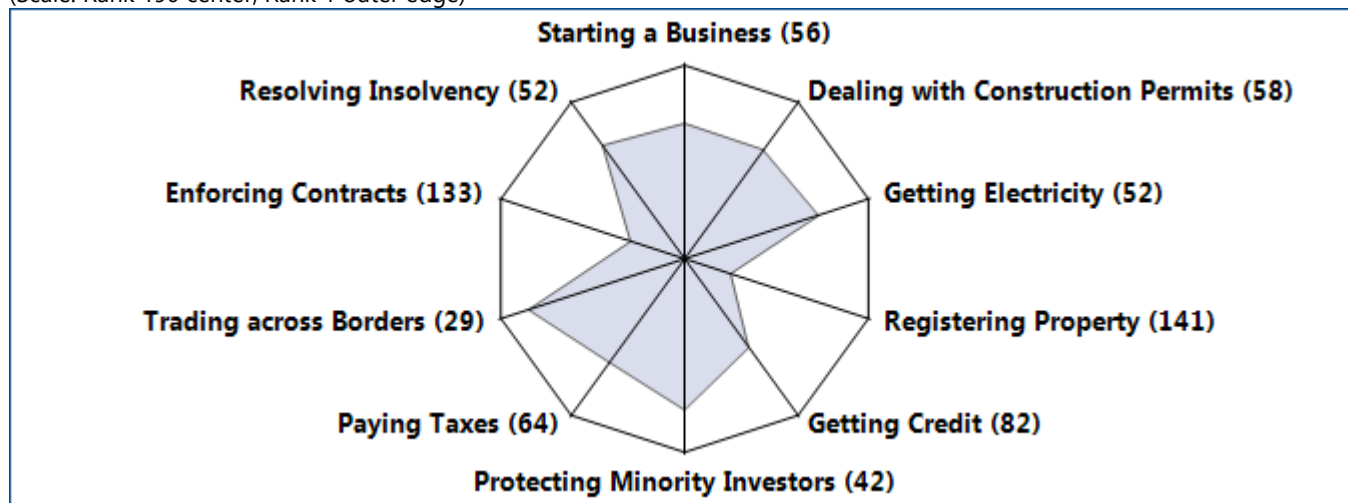 (Scale: Rank 190 center, Rank 1 outer edge)
Starting a Business (56)
Resolving Insolvency (52)
Dealing with Construction Permits (58)
Enforcing Contracts (133)
Getting Electricity (52)
Trading across Borders (29)
Registering Property (141)
Paying Taxes (64)
Getting Credit (82)
Protecting Minority Investors (42)